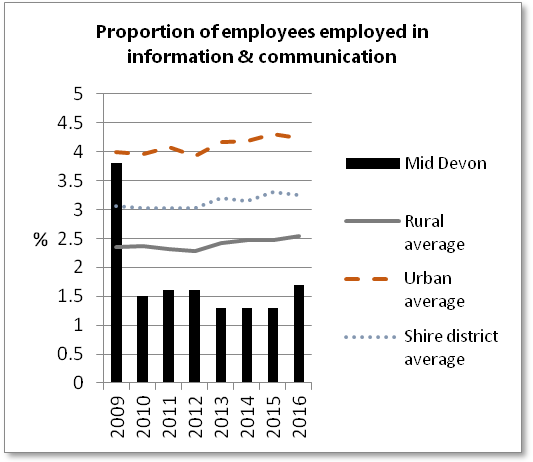 Proportion of employees employed in
information & communication
5
4.5
4
3.5
3
2.5
2
1.5
1
0.5
0
%
2009
2010
2011
2012
2013
2014
2015
2016
Mid Devon
Rural
average
Urban
average
Shire district
average